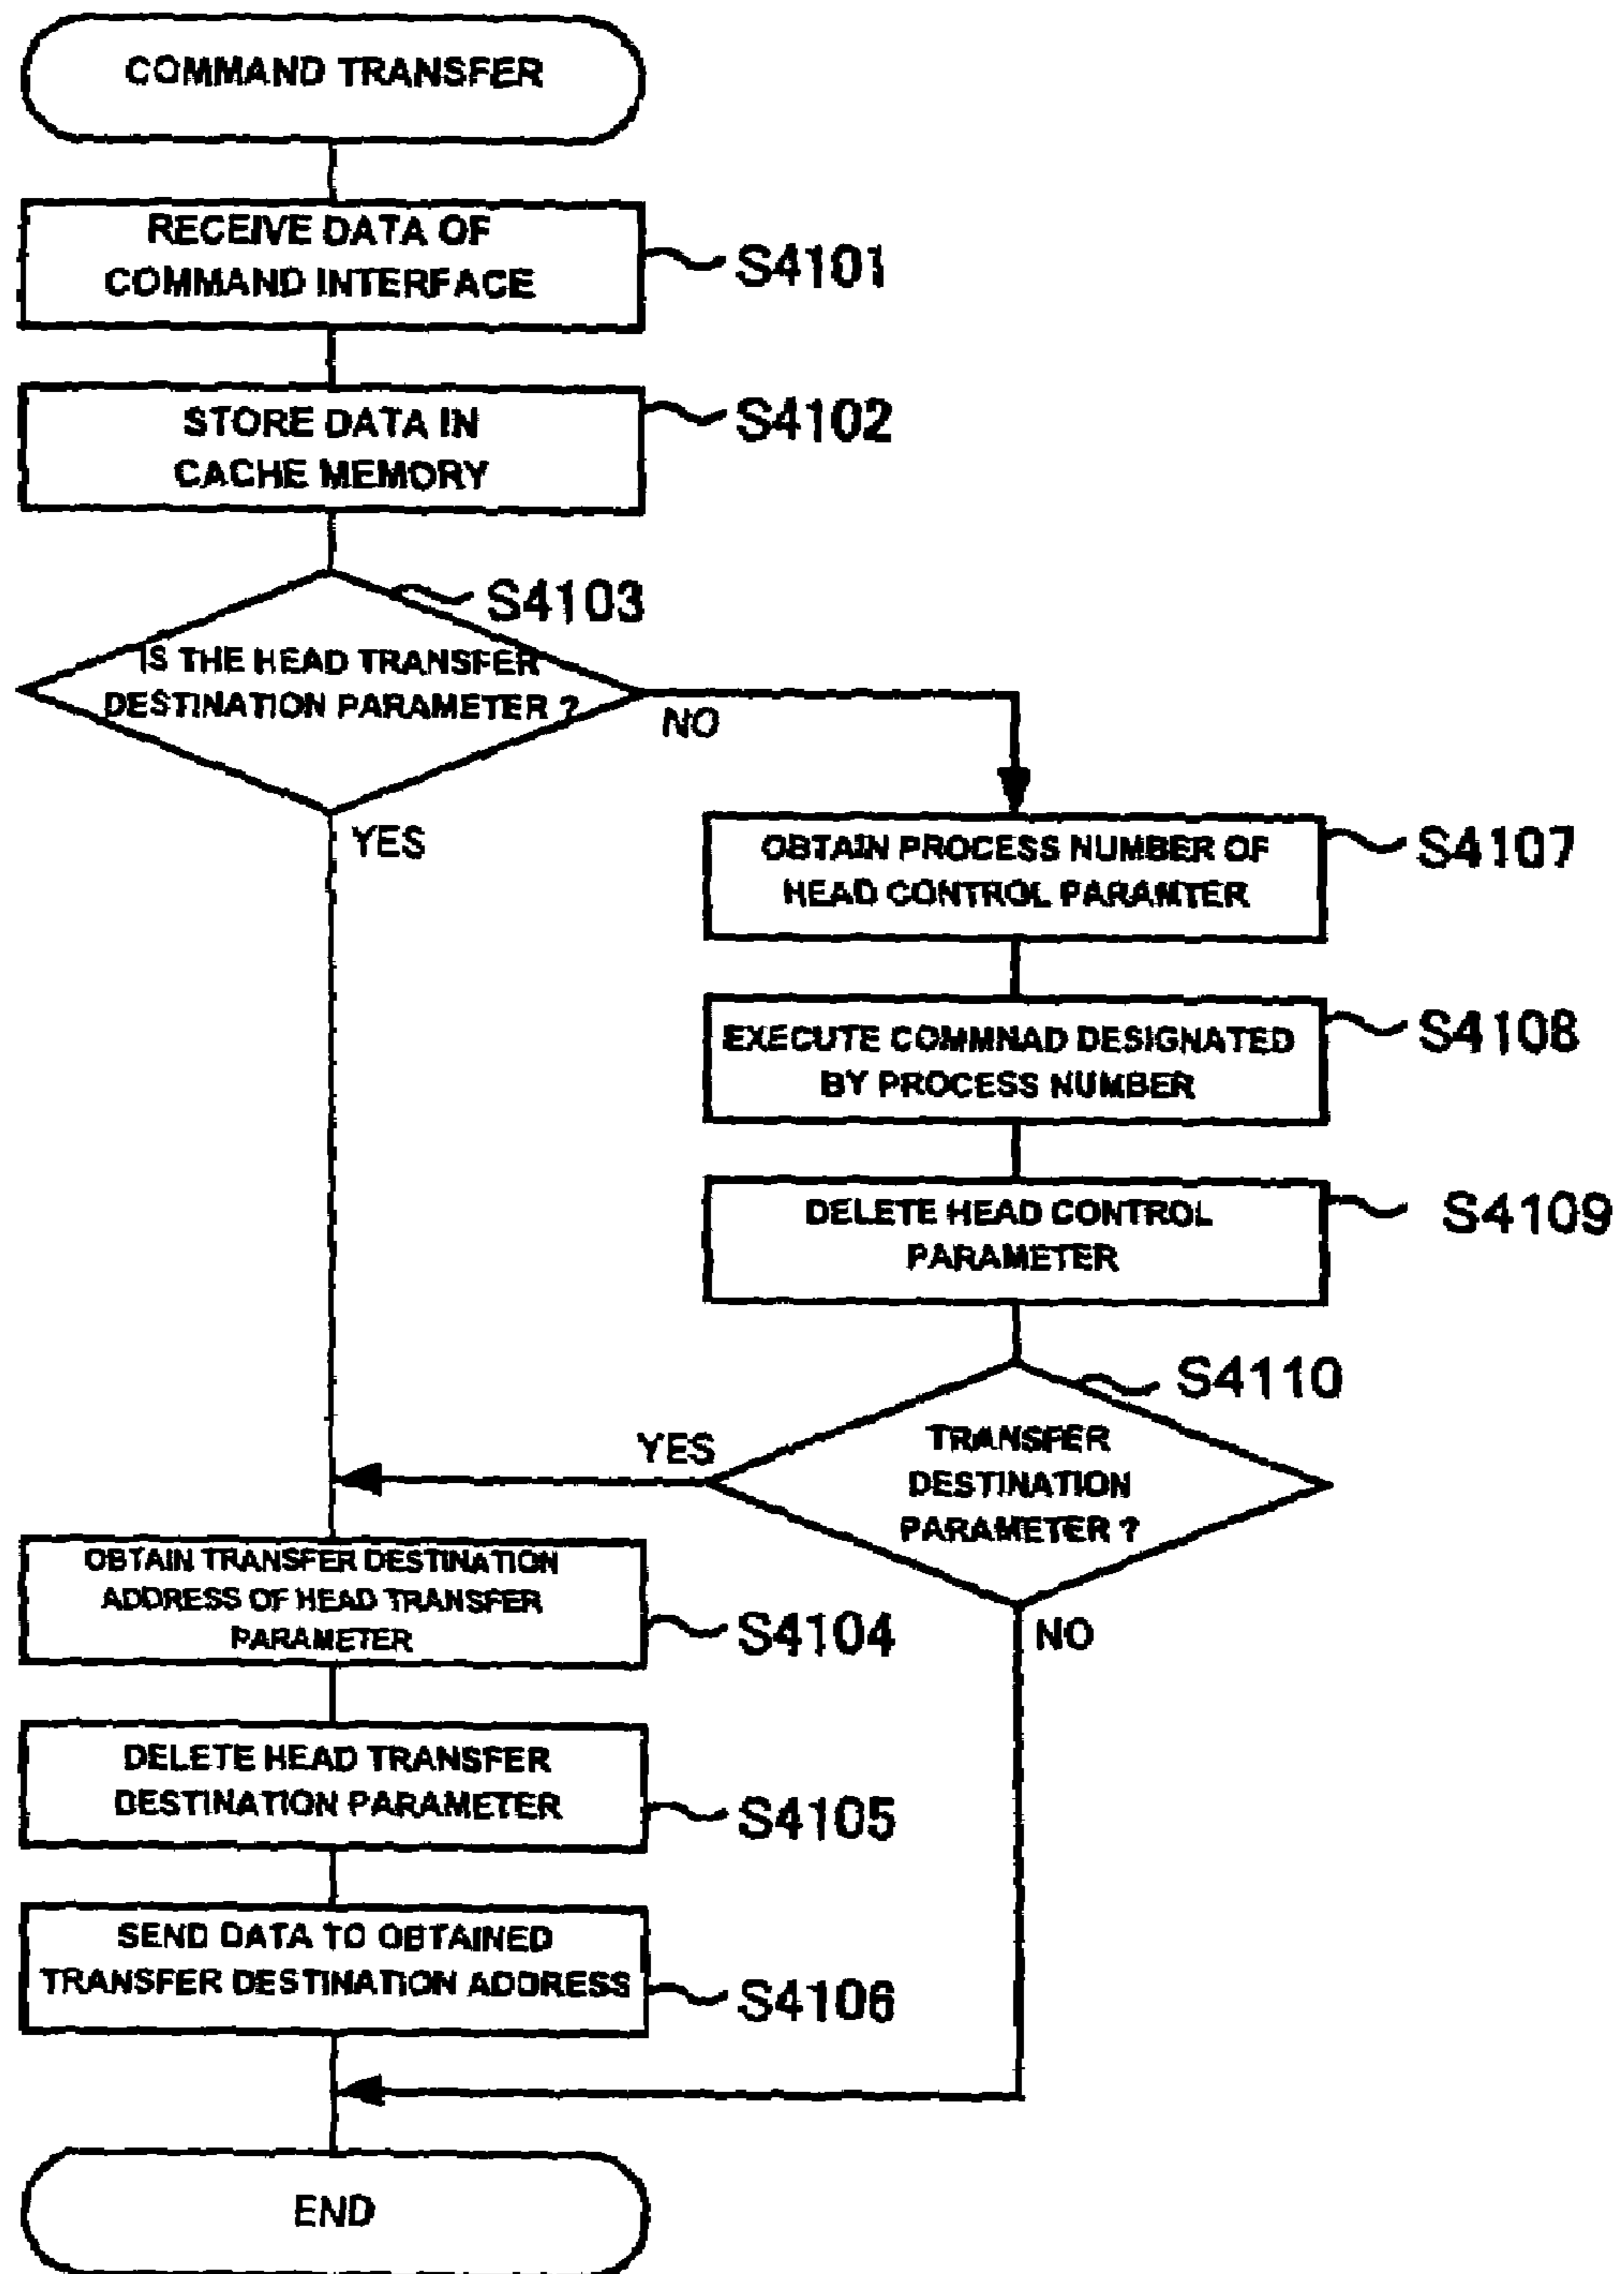 COMMAND TRANSFER
RECEIVE DATA OF
COMMAND INTERFACE
S4101
STORE DATA IN
CACHE MEMORY
S4102
S4103
IS THE HEAD TRANSFER
DESTINATION PARAMETER ?
NO
YES
OBTAIN PROCESS NUMBER OF
HEAD CONTROL PARAMTER
S4107
EXECUTE COMMNAD DESIGNATED
BY PROCESS NUMBER
S4108
DELETE HEAD CONTROL
PARAMETER
S4109
S4110
TRANSFER
DESTINATION
PARAMETER ?
YES
NO
OBTAIN TRANSFER DESTINATION
ADDRESS OF HEAD TRANSFER
PARAMETER
S4104
DELETE HEAD TRANSFER
DESTINATION PARAMETER
S4105
SEND DATA TO OBTAINED
TRANSFER DESTINATION ADDRESS
S4106
END